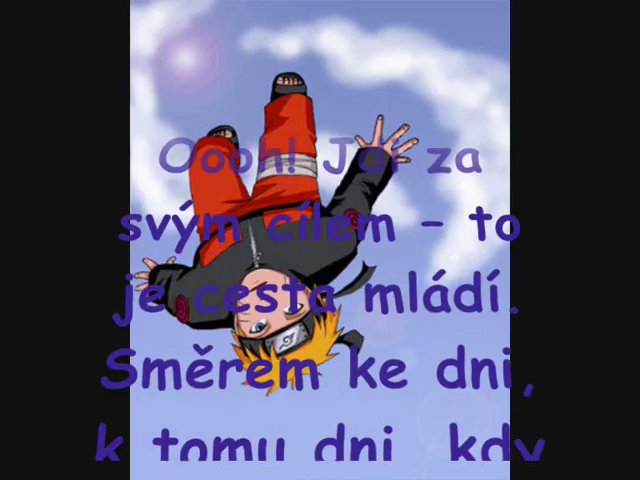 Oooh! Jdi za
svým cílem – to
je cesta mládí.
Směrem ke dni,
k tomu dni, kdy